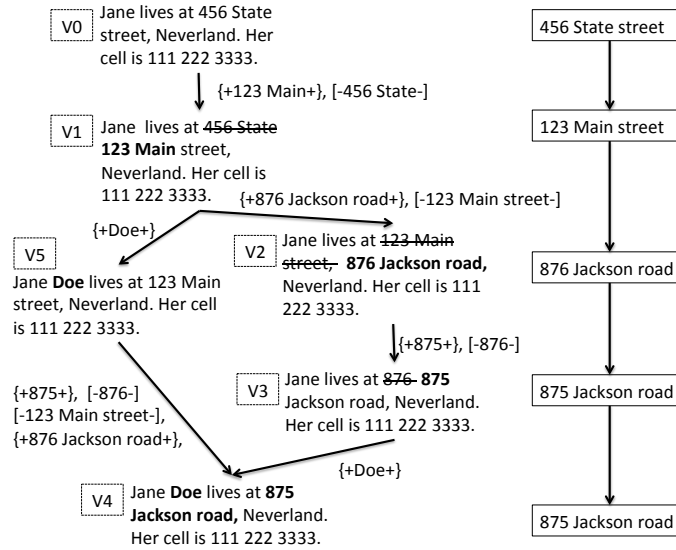 V0
Jane lives at 456 State
street, Neverland. Her
cell is 111 222 3333.
456 State street
{+123 Main+}, [-456 State-]
V1
Jane lives at 456 State
123 Main street,
Neverland. Her cell is
111 222 3333.
123 Main street
{+Doe+}
{+876 Jackson road+}, [-123 Main street-]
V5
Jane Doe lives at 123 Main
street, Neverland. Her cell
is 111 222 3333.
V2
Jane lives at 123 Main
street, 876 Jackson road,
Neverland. Her cell is 111
222 3333.
876 Jackson road
{+875+}, [-876-]
{+875+}, [-876-]
[-123 Main street-],
{+876 Jackson road+},
V3
Jane lives at 876 875
Jackson road, Neverland.
Her cell is 111 222 3333.
875 Jackson road
{+Doe+}
V4
Jane Doe lives at 875
Jackson road, Neverland.
Her cell is 111 222 3333.
875 Jackson road